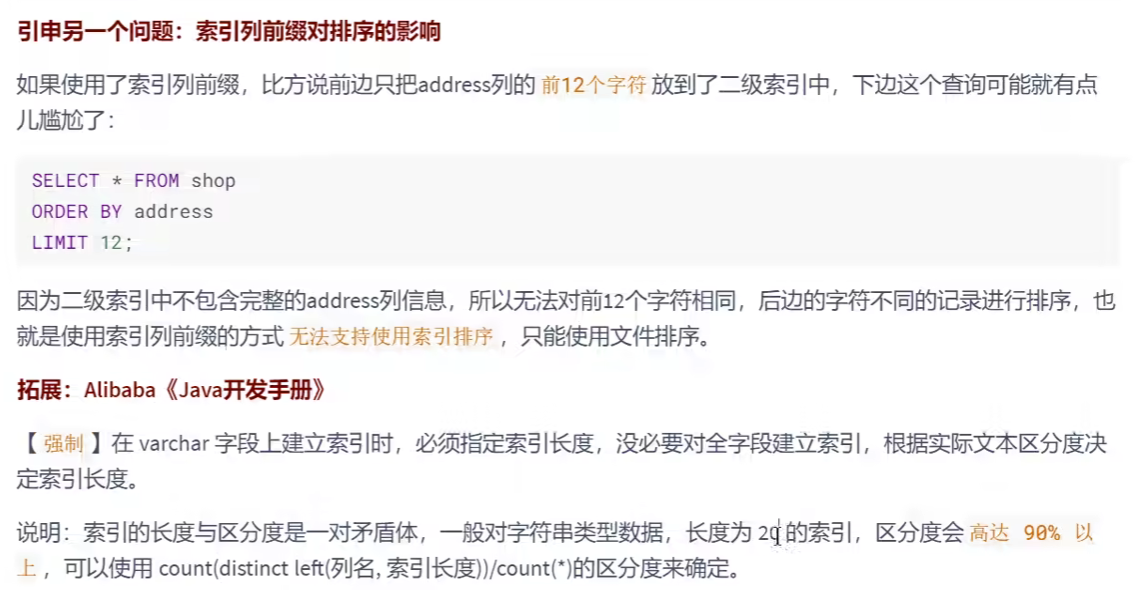 引申另一个问题：索引列前缀对排序的影响
如果使用了索引列前缀，比方说前边只把address列的 前12个字符 放到了二级索引中，下边这个查询可能就有点
儿尴尬了：
SELECT * FROM shop
ORDER BY address
LIMIT 12;
因为二级索引中不包含完整的address列信息，所以无法对前12个字符相同，后边的字符不同的记录进行排序，也
就是使用索引列前缀的方式 无法支持使用索引排序 ，只能使用文件排序。
拓展：Alibaba《Java开发手册》
【 强制 】在 varchar 字段上建立索引时，必须指定索引长度，没必要对全字段建立索引，根据实际文本区分度决
定索引长度。
说明：索引的长度与区分度是一对矛盾体，一般对字符串类型数据，长度为 20 的索引，区分度会 高达 90% 以
上 ，可以使用 count(distinct left(列名, 索引长度))/count(*)的区分度来确定。